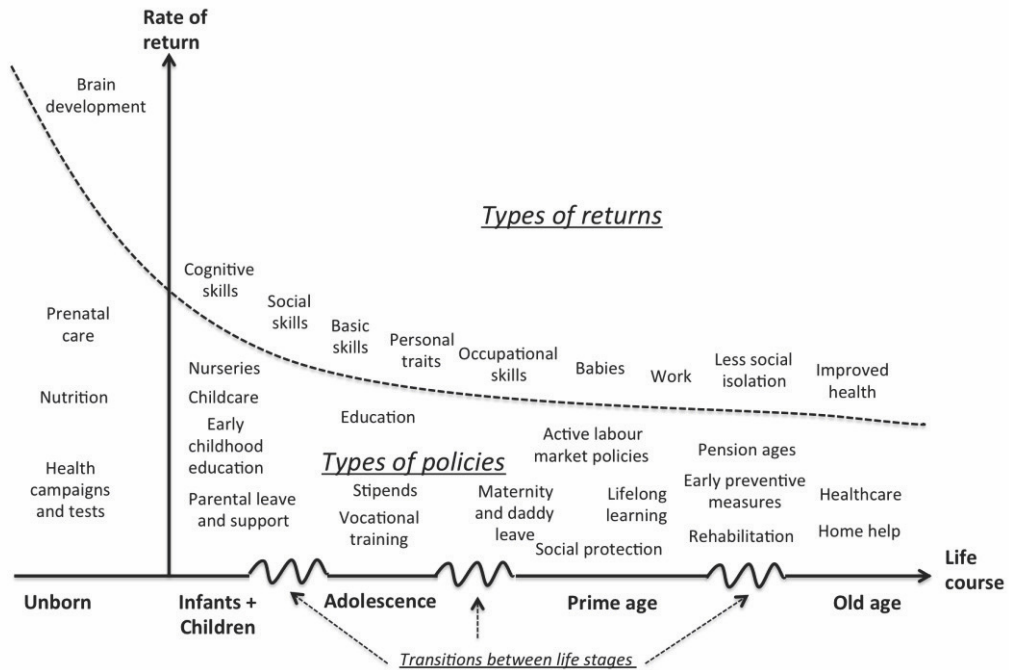 Rate of
return
Brain
development
Types of returns
Cognitive
skills
Social
skills
Basic
skills
Personal
traits
Occupational
skills
Babies
Work
Less social
isolation
Improved
health
Prenatal
care
Nutrition
Health
campaigns
and tests
Nurseries
Childcare
Early
childhood
education
Parental leave
and support
Education
Types of policies
Stipends
Vocational
training
Maternity
and daddy
leave
Active labour
market policies
Lifelong
learning
Social protection
Pension ages
Early preventive
measures
Rehabilitation
Healthcare
Home help
Life
course
Unborn
Infants +
Children
Adolescence
Prime age
Old age
Transitions between life stages